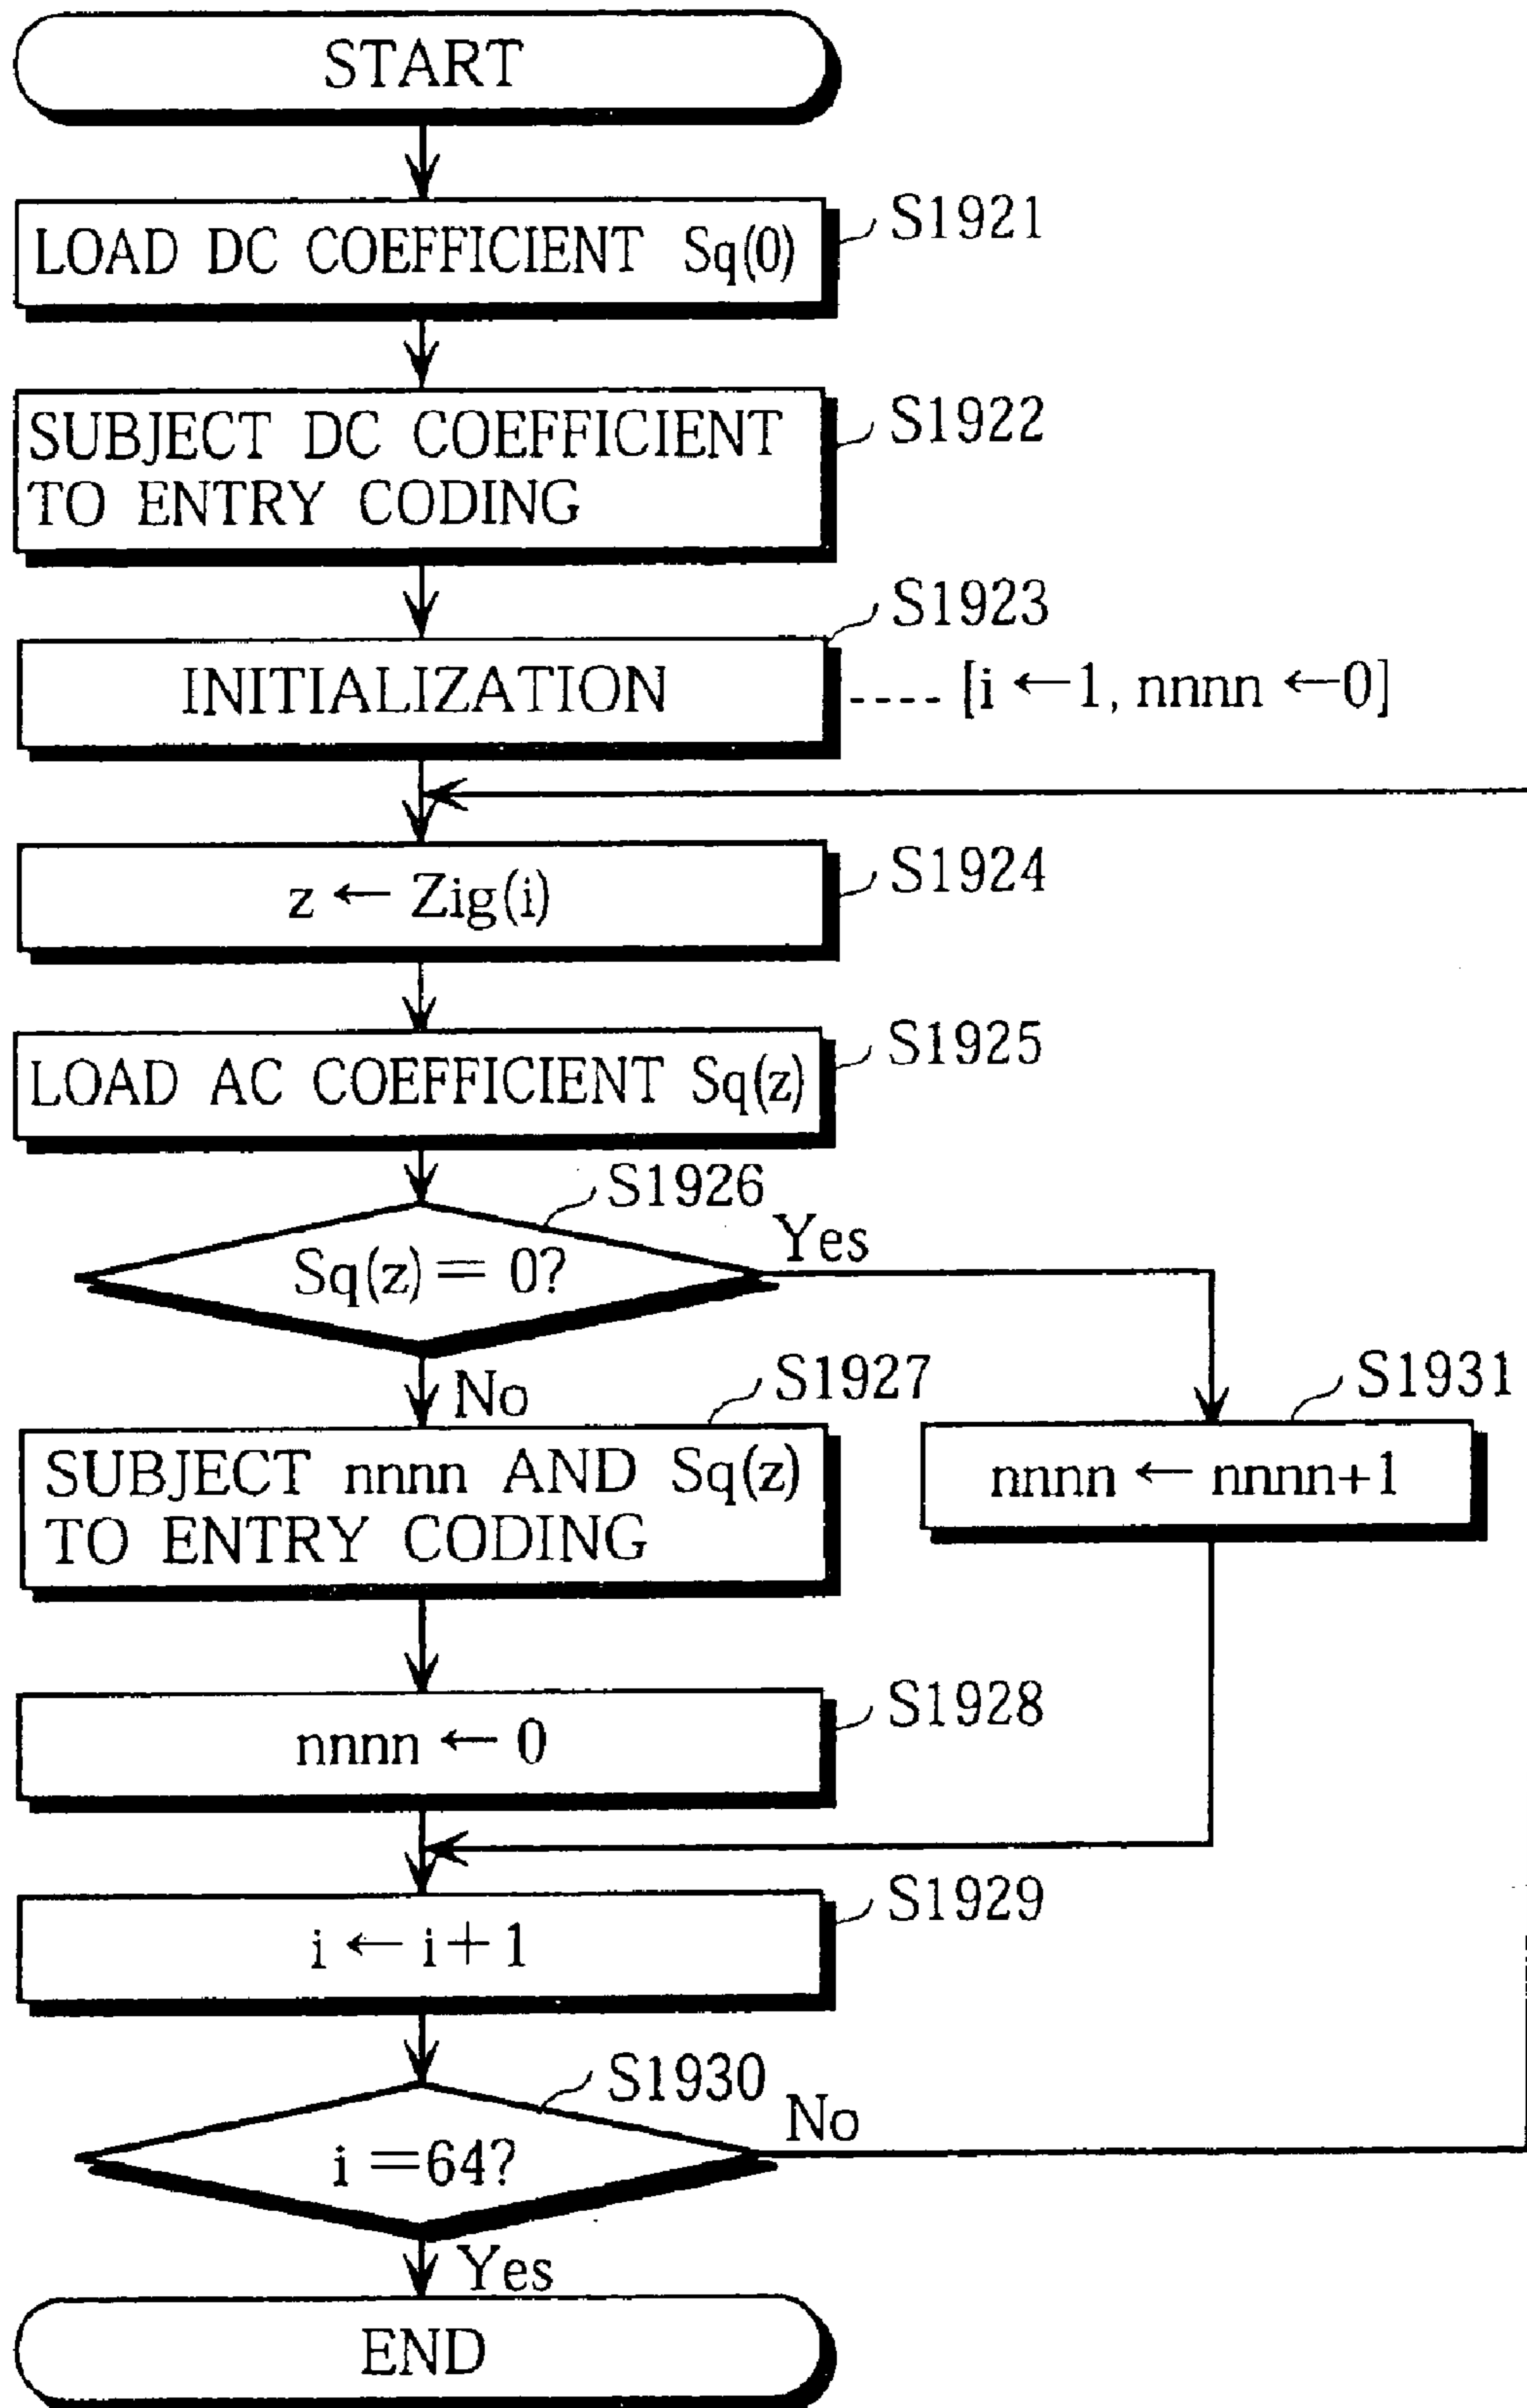 START
LOAD DC COEFFICIENT Sq(0)
S1921
SUBJECT DC COEFFICIENT
TO ENTRY CODING
S1922
S1923
INITIALIZATION
[i ←1, nnnn ←0]
z ← Zig(i)
S1924
LOAD AC COEFFICIENT Sq(z)
S1925
S1926
Sq(z) = 0?
Yes
No
S1927
SUBJECT nnnn AND Sq(z)
TO ENTRY CODING
S1931
nnnn ← nnnn+1
nnnn ← 0
S1928
i ← i+1
S1929
S1930
i =64?
No
Yes
END